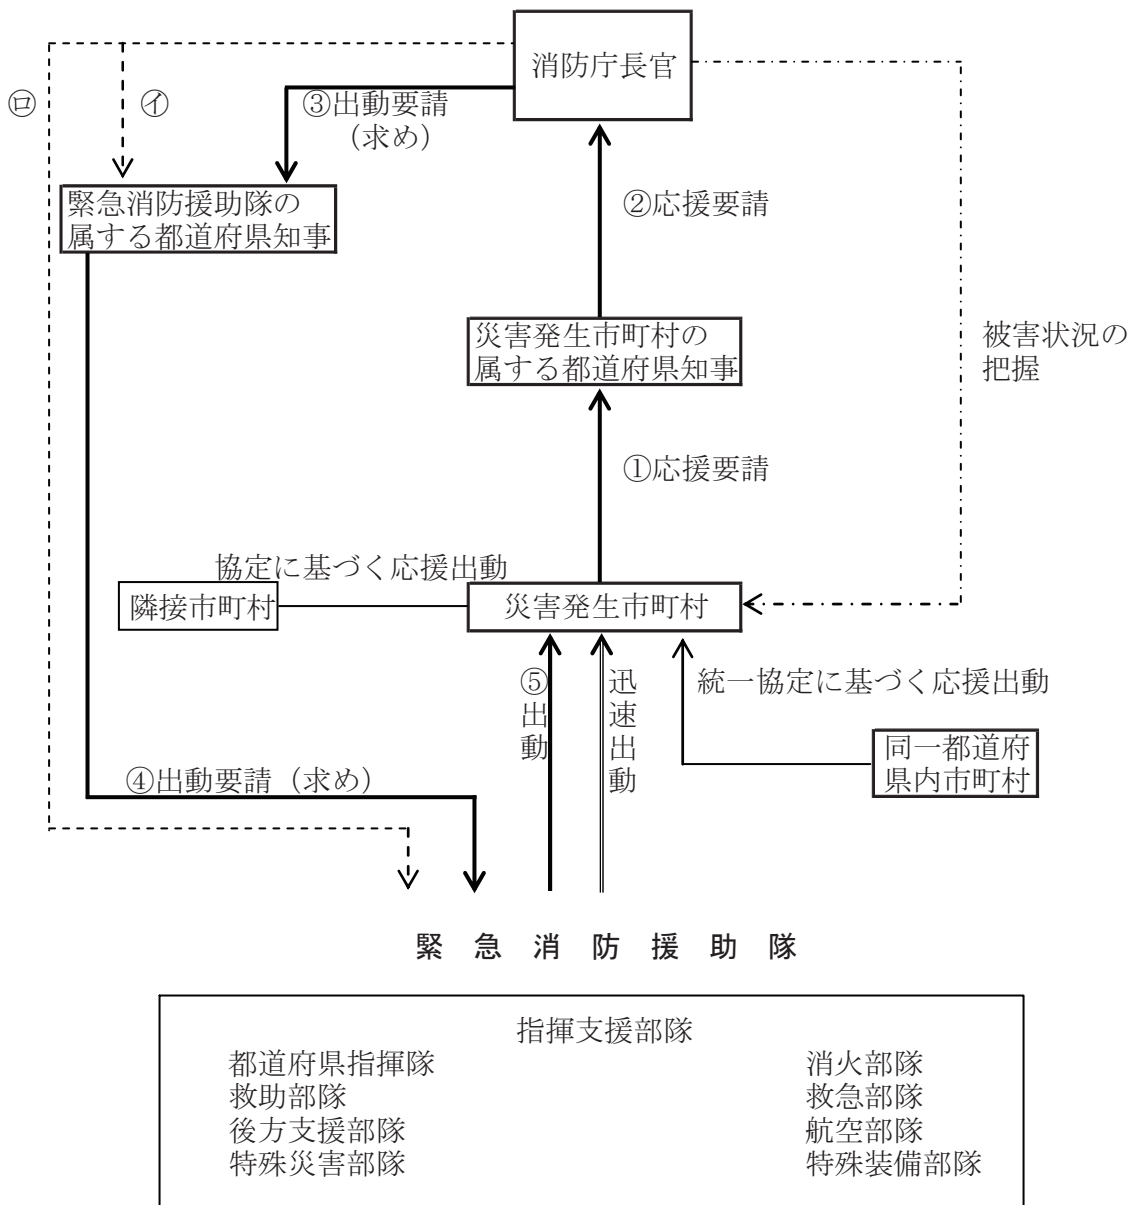 消防庁長官
㋺
㋑
③出動要請
（求め）
緊急消防援助隊の
属する都道府県知事
②応援要請
災害発生市町村の
属する都道府県知事
被害状況の
把握
①応援要請
協定に基づく応援出動
隣接市町村
災害発生市町村
⑤出動
迅速出動
統一協定に基づく応援出動
同一都道府
県内市町村
④出動要請（求め）
緊急消防援助隊
指揮支援部隊
都道府県指揮隊
消火部隊
救助部隊
救急部隊
後方支援部隊
航空部隊
特殊災害部隊
特殊装備部隊